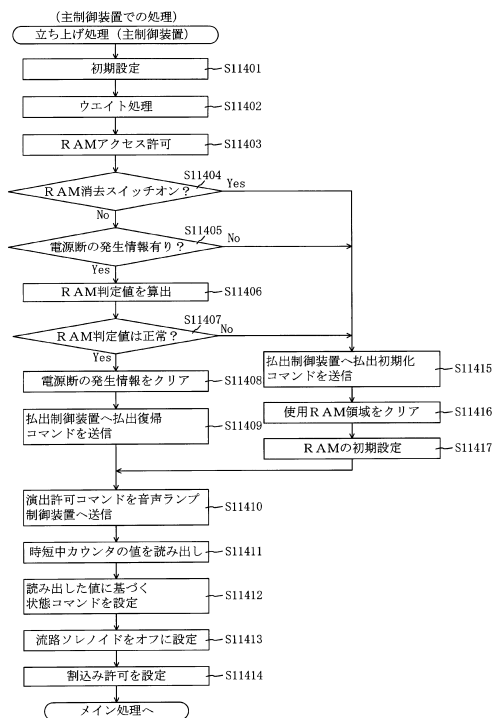 (主制御装置での処理)
立ち上げ処理(主制御装置)
初期設定 S11401
ウエイト処理 S11402
RAMアクセス許可 S11403
S11404
RAM消去スイッチオン? Yes
No
S11405
電源断の発生情報有り? No
Yes
RAM判定値を算出 S11406
S11407
RAM判定値は正常? No
Yes
電源断の発生情報をクリア S11408
払出制御装置へ払出復帰
コマンドを送信 S11409
払出制御装置へ払出初期化
コマンドを送信 S11415
使用RAM領域をクリア S11416
RAMの初期設定 S11417
演出許可コマンドを音声ランプ
制御装置へ送信 S11410
時短中カウンタの値を読み出し S11411
読み出した値に基づく
状態コマンドを設定 S11412
流路ソレノイドをオフに設定 S11413
割込み許可を設定 S11414
メイン処理へ